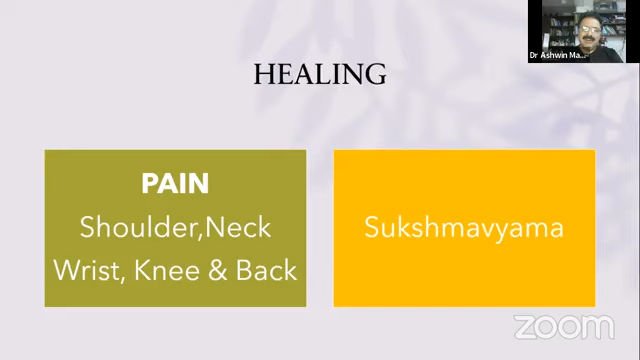 Dr Ashwin Ma...
HEALING
PAIN
Shoulder,Neck
Wrist, Knee & Back
Sukshmavyama
zoom